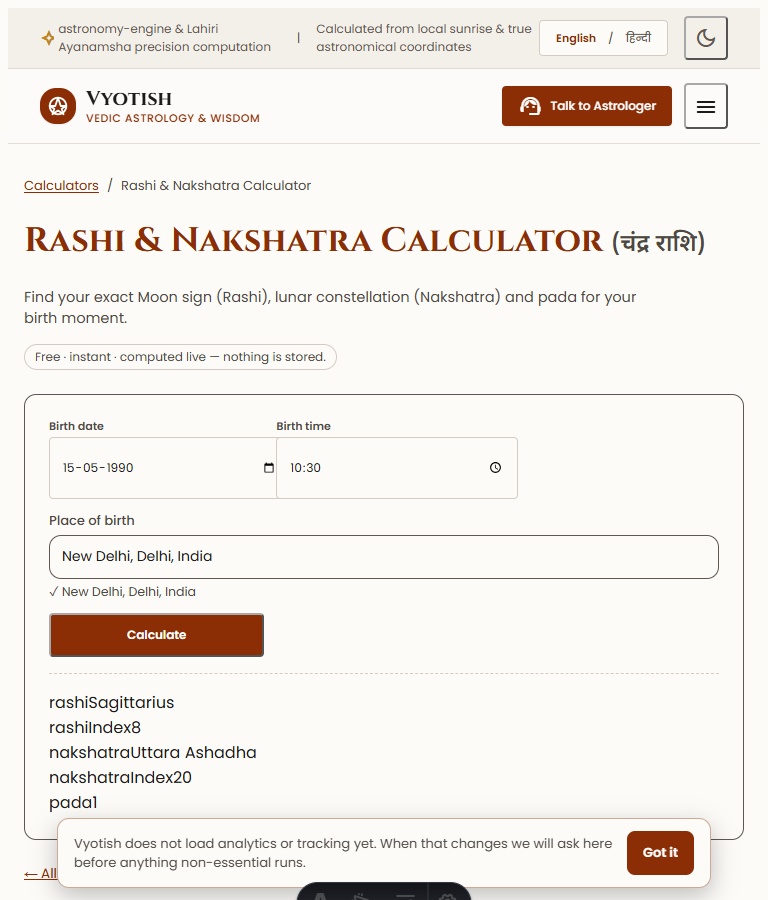 astronomy-engine & Lahiri
Ayanamsha precision computation
|
Calculated from local sunrise & true
astronomical coordinates
English / हिन्दी
Vyotish
VEDIC ASTROLOGY & WISDOM
Talk to Astrologer
Calculators / Rashi & Nakshatra Calculator
Rashi & Nakshatra Calculator (चंद्र राशि)
Find your exact Moon sign (Rashi), lunar constellation (Nakshatra) and pada for your
birth moment.
Free · instant · computed live — nothing is stored.
Birth date
Birth time
15-05-1990
10:30
Place of birth
New Delhi, Delhi, India
✓ New Delhi, Delhi, India
Calculate
rashiSagittarius
rashiIndex8
nakshatraUttara Ashadha
nakshatraIndex20
pada1
Vyotish does not load analytics or tracking yet. When that changes we will ask here
before anything non-essential runs.
Got it
← All